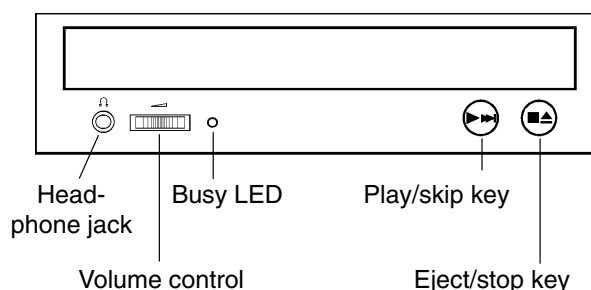 Head-
phone jack
Busy LED
Play/skip key
Volume control
Eject/stop key